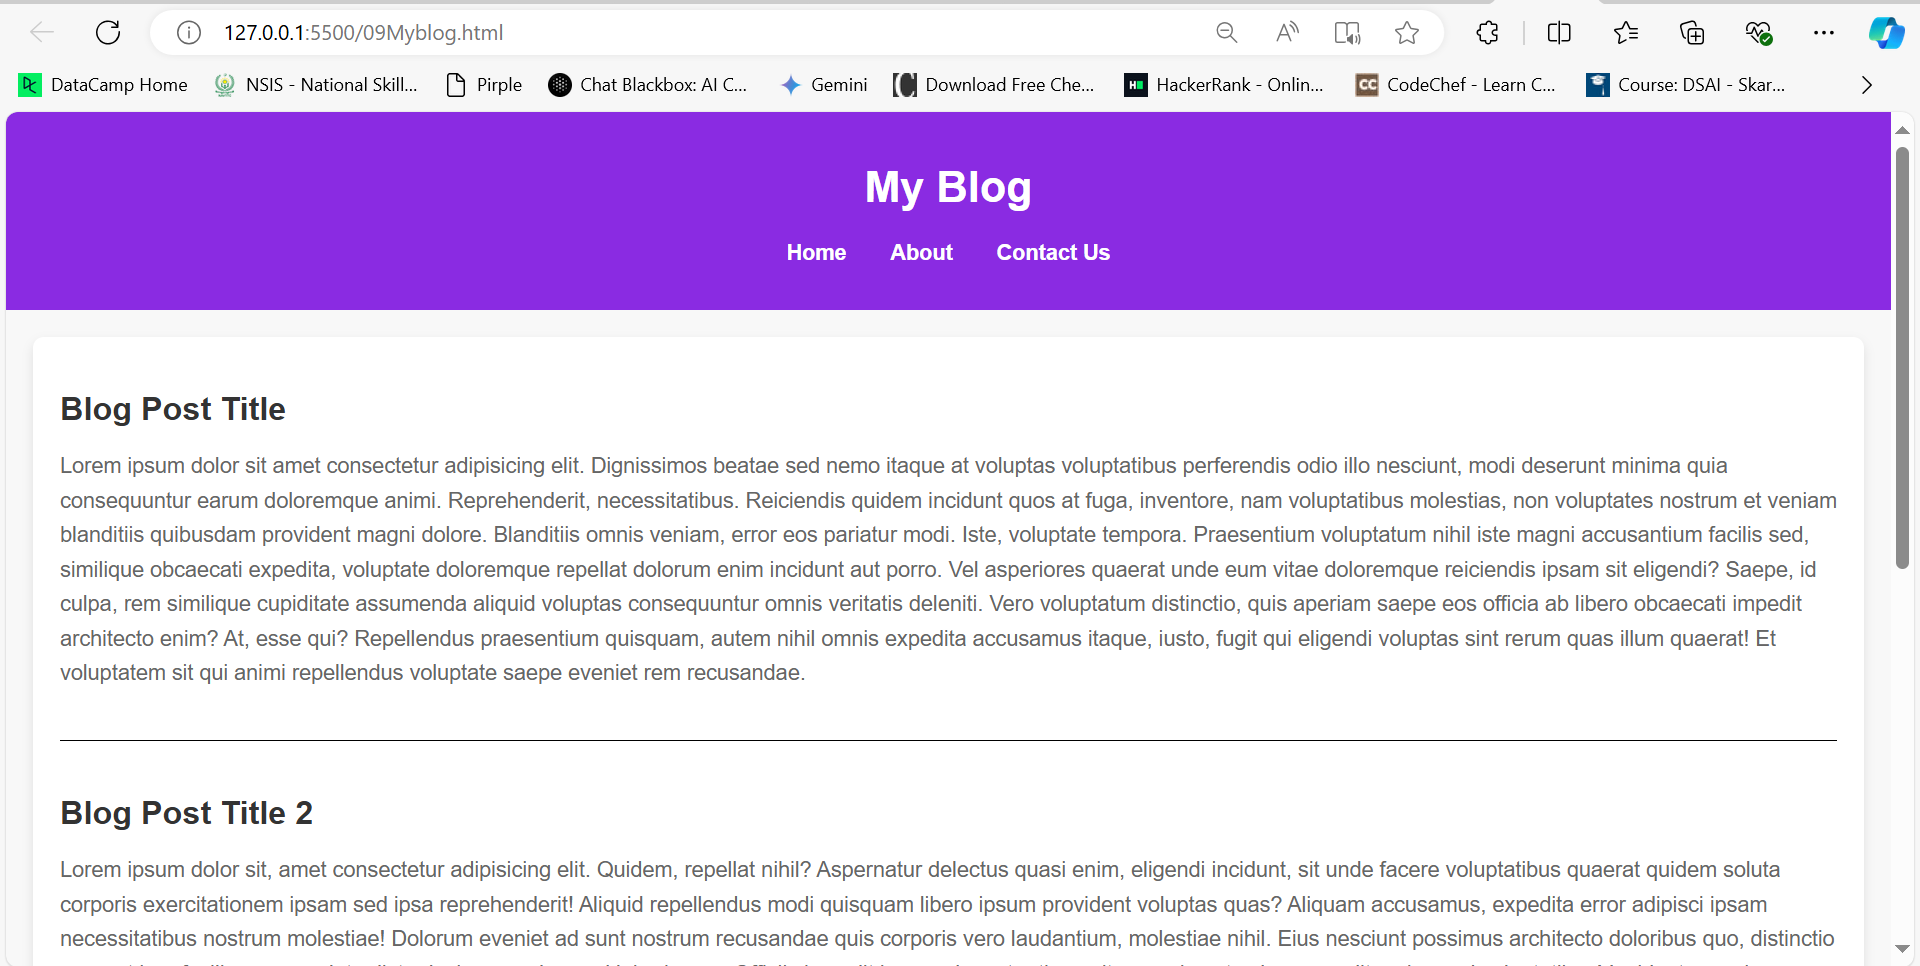 127.0.0.1:5500/09Myblog.html
DataCamp Home NSIS - National Skill... Pirple Chat Blackbox: AI C... Gemini Download Free Che... HackerRank - Onlin... CodeChef - Learn C... Course: DSAI - Skar...
My Blog
Home About Contact Us
Blog Post Title
Lorem ipsum dolor sit amet consectetur adipisicing elit. Dignissimos beatae sed nemo itaque at voluptas voluptatibus perferendis odio illo nesciunt, modi deserunt minima quia
consequuntur earum doloremque animi. Reprehenderit, necessitatibus. Reiciendis quidem incidunt quos at fuga, inventore, nam voluptatibus molestias, non voluptates nostrum et veniam
blanditiis quibusdam provident magni dolore. Blanditiis omnis veniam, error eos pariatur modi. Iste, voluptate tempora. Praesentium voluptatum nihil iste magni accusantium facilis sed,
similique obcaecati expedita, voluptate doloremque repellat dolorum enim incidunt aut porro. Vel asperiores quaerat unde eum vitae doloremque reiciendis ipsam sit eligendi? Saepe, id
culpa, rem similique cupiditate assumenda aliquid voluptas consequuntur omnis veritatis deleniti. Vero voluptatum distinctio, quis aperiam saepe eos officia ab libero obcaecati impedit
architecto enim? At, esse qui? Repellendus praesentium quisquam, autem nihil omnis expedita accusamus itaque, iusto, fugit qui eligendi voluptas sint rerum quas illum quaerat! Et
voluptatem sit qui animi repellendus voluptate saepe eveniet rem recusandae.
Blog Post Title 2
Lorem ipsum dolor sit, amet consectetur adipisicing elit. Quidem, repellat nihil? Aspernatur delectus quasi enim, eligendi incidunt, sit unde facere voluptatibus quaerat quidem soluta
corporis exercitationem ipsam sed ipsa reprehenderit! Aliquid repellendus modi quisquam libero ipsum provident voluptas quas? Aliquam accusamus, expedita error adipisci ipsam
necessitatibus nostrum molestiae! Dolorum eveniet ad sunt nostrum recusandae quis corporis vero laudantium, molestiae nihil. Eius nesciunt possimus architecto doloribus quo, distinctio